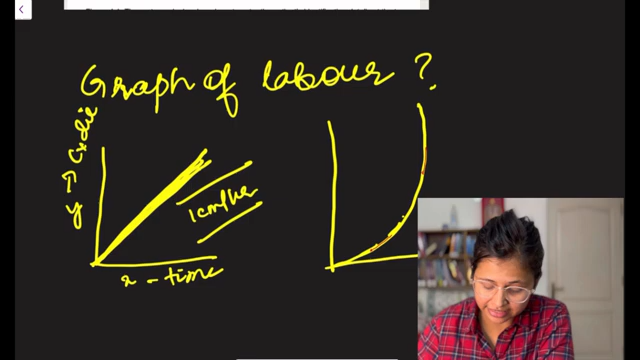 Graph of labour ?
y → Cx dil
1cm/hr
x - time